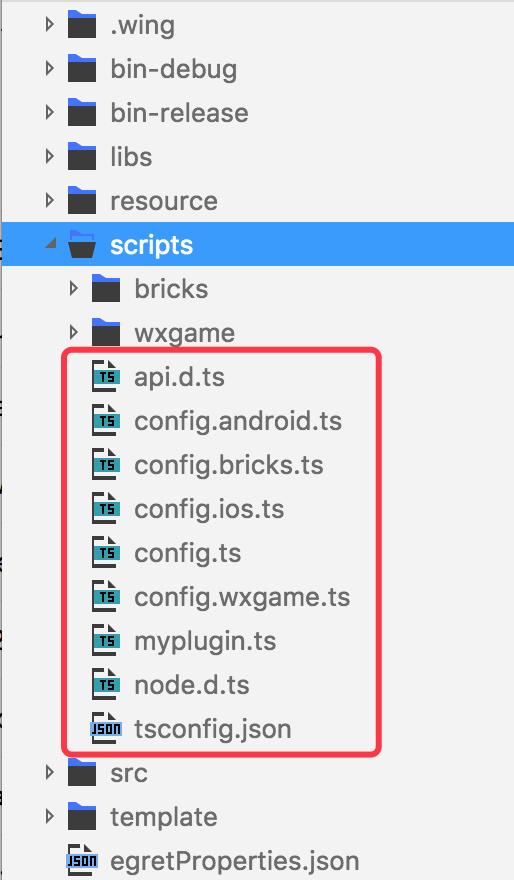 .wing
bin-debug
bin-release
libs
resource
scripts
bricks
wxgame
TS api.d.ts
TS config.android.ts
TS config.bricks.ts
TS config.ios.ts
TS config.ts
TS config.wxgame.ts
TS myplugin.ts
TS node.d.ts
JSON tsconfig.json
src
template
JSON egretProperties.json